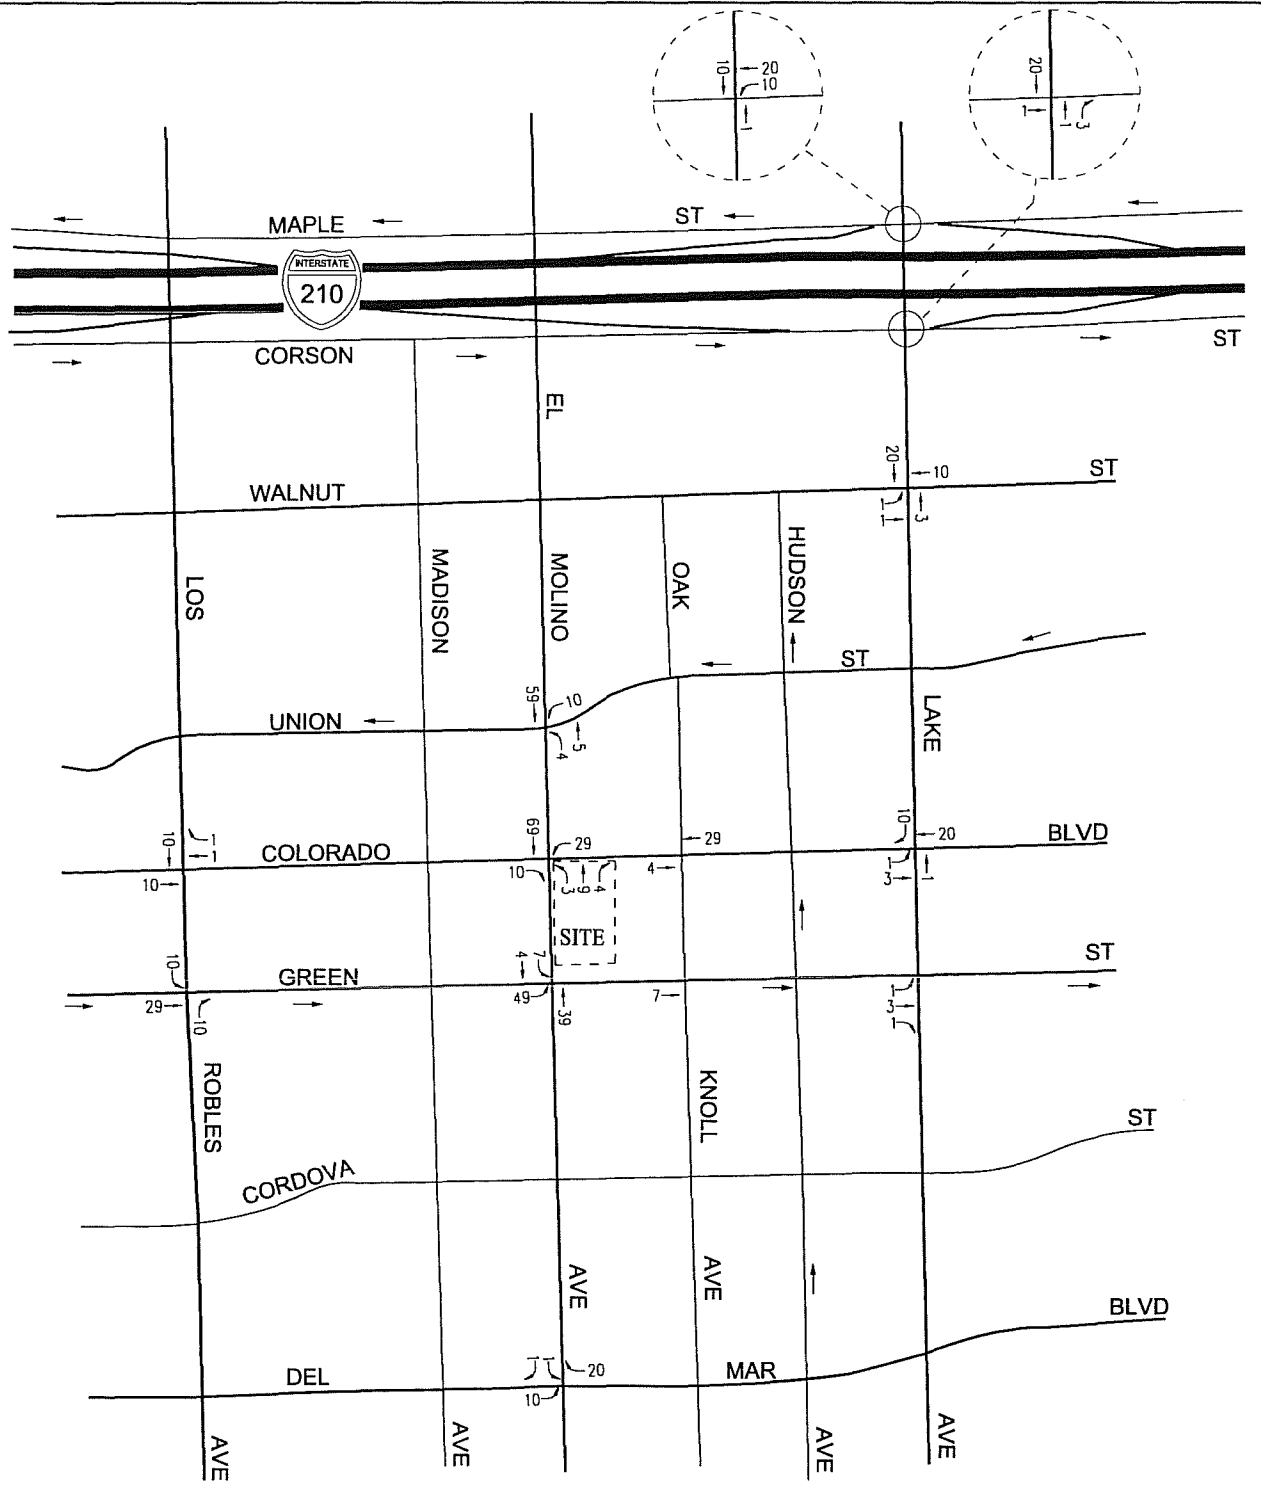 20
10
10
1
20
1
1
3
MAPLE
ST
INTERSTATE
210
CORSON
ST
EL
WALNUT
ST
20
10
1
1
3
LOS
MADISON
MOLINO
OAK
HUDSON
ST
UNION
59
10
4
5
LAKE
10
1
1
10
COLORADO
69
29
10
3
9
4
29
4
10
20
1
3
1
BLVD
SITE
10
29
10
GREEN
4
7
49
39
7
1
3
1
ST
ROBLES
KNOLL
CORDOVA
ST
AVE
AVE
BLVD
DEL
1
1
20
10
MAR
AVE
AVE
AVE
AVE